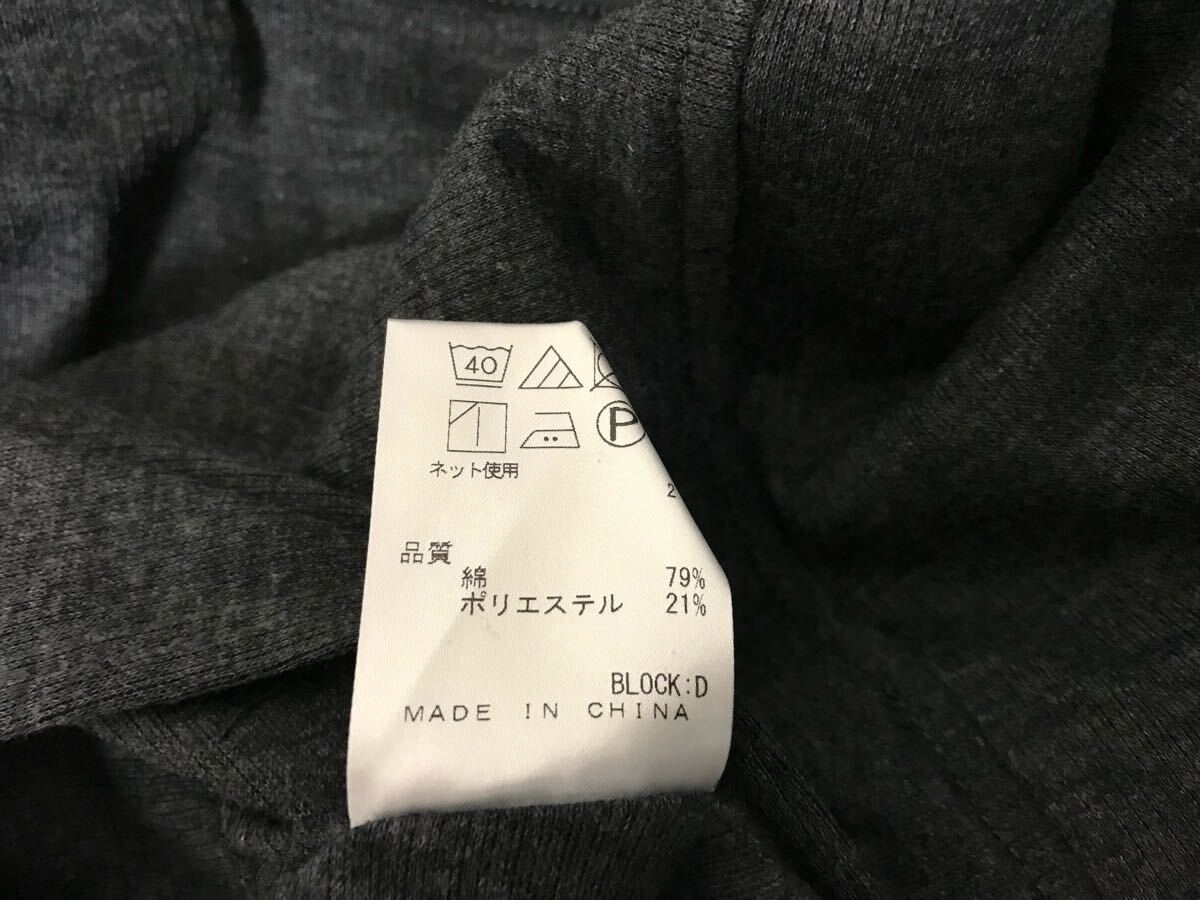 40
P
ネット使用
2
品質
綿 79%
ポリエステル 21%
BLOCK:D
MADE IN CHINA